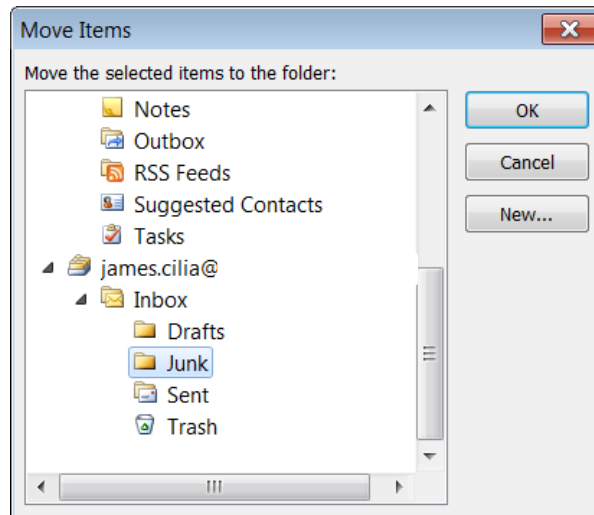 Move Items
Move the selected items to the folder:
Notes
Outbox
RSS Feeds
Suggested Contacts
Tasks
james.cilia@
Inbox
Drafts
Junk
Sent
Trash
OK
Cancel
New...